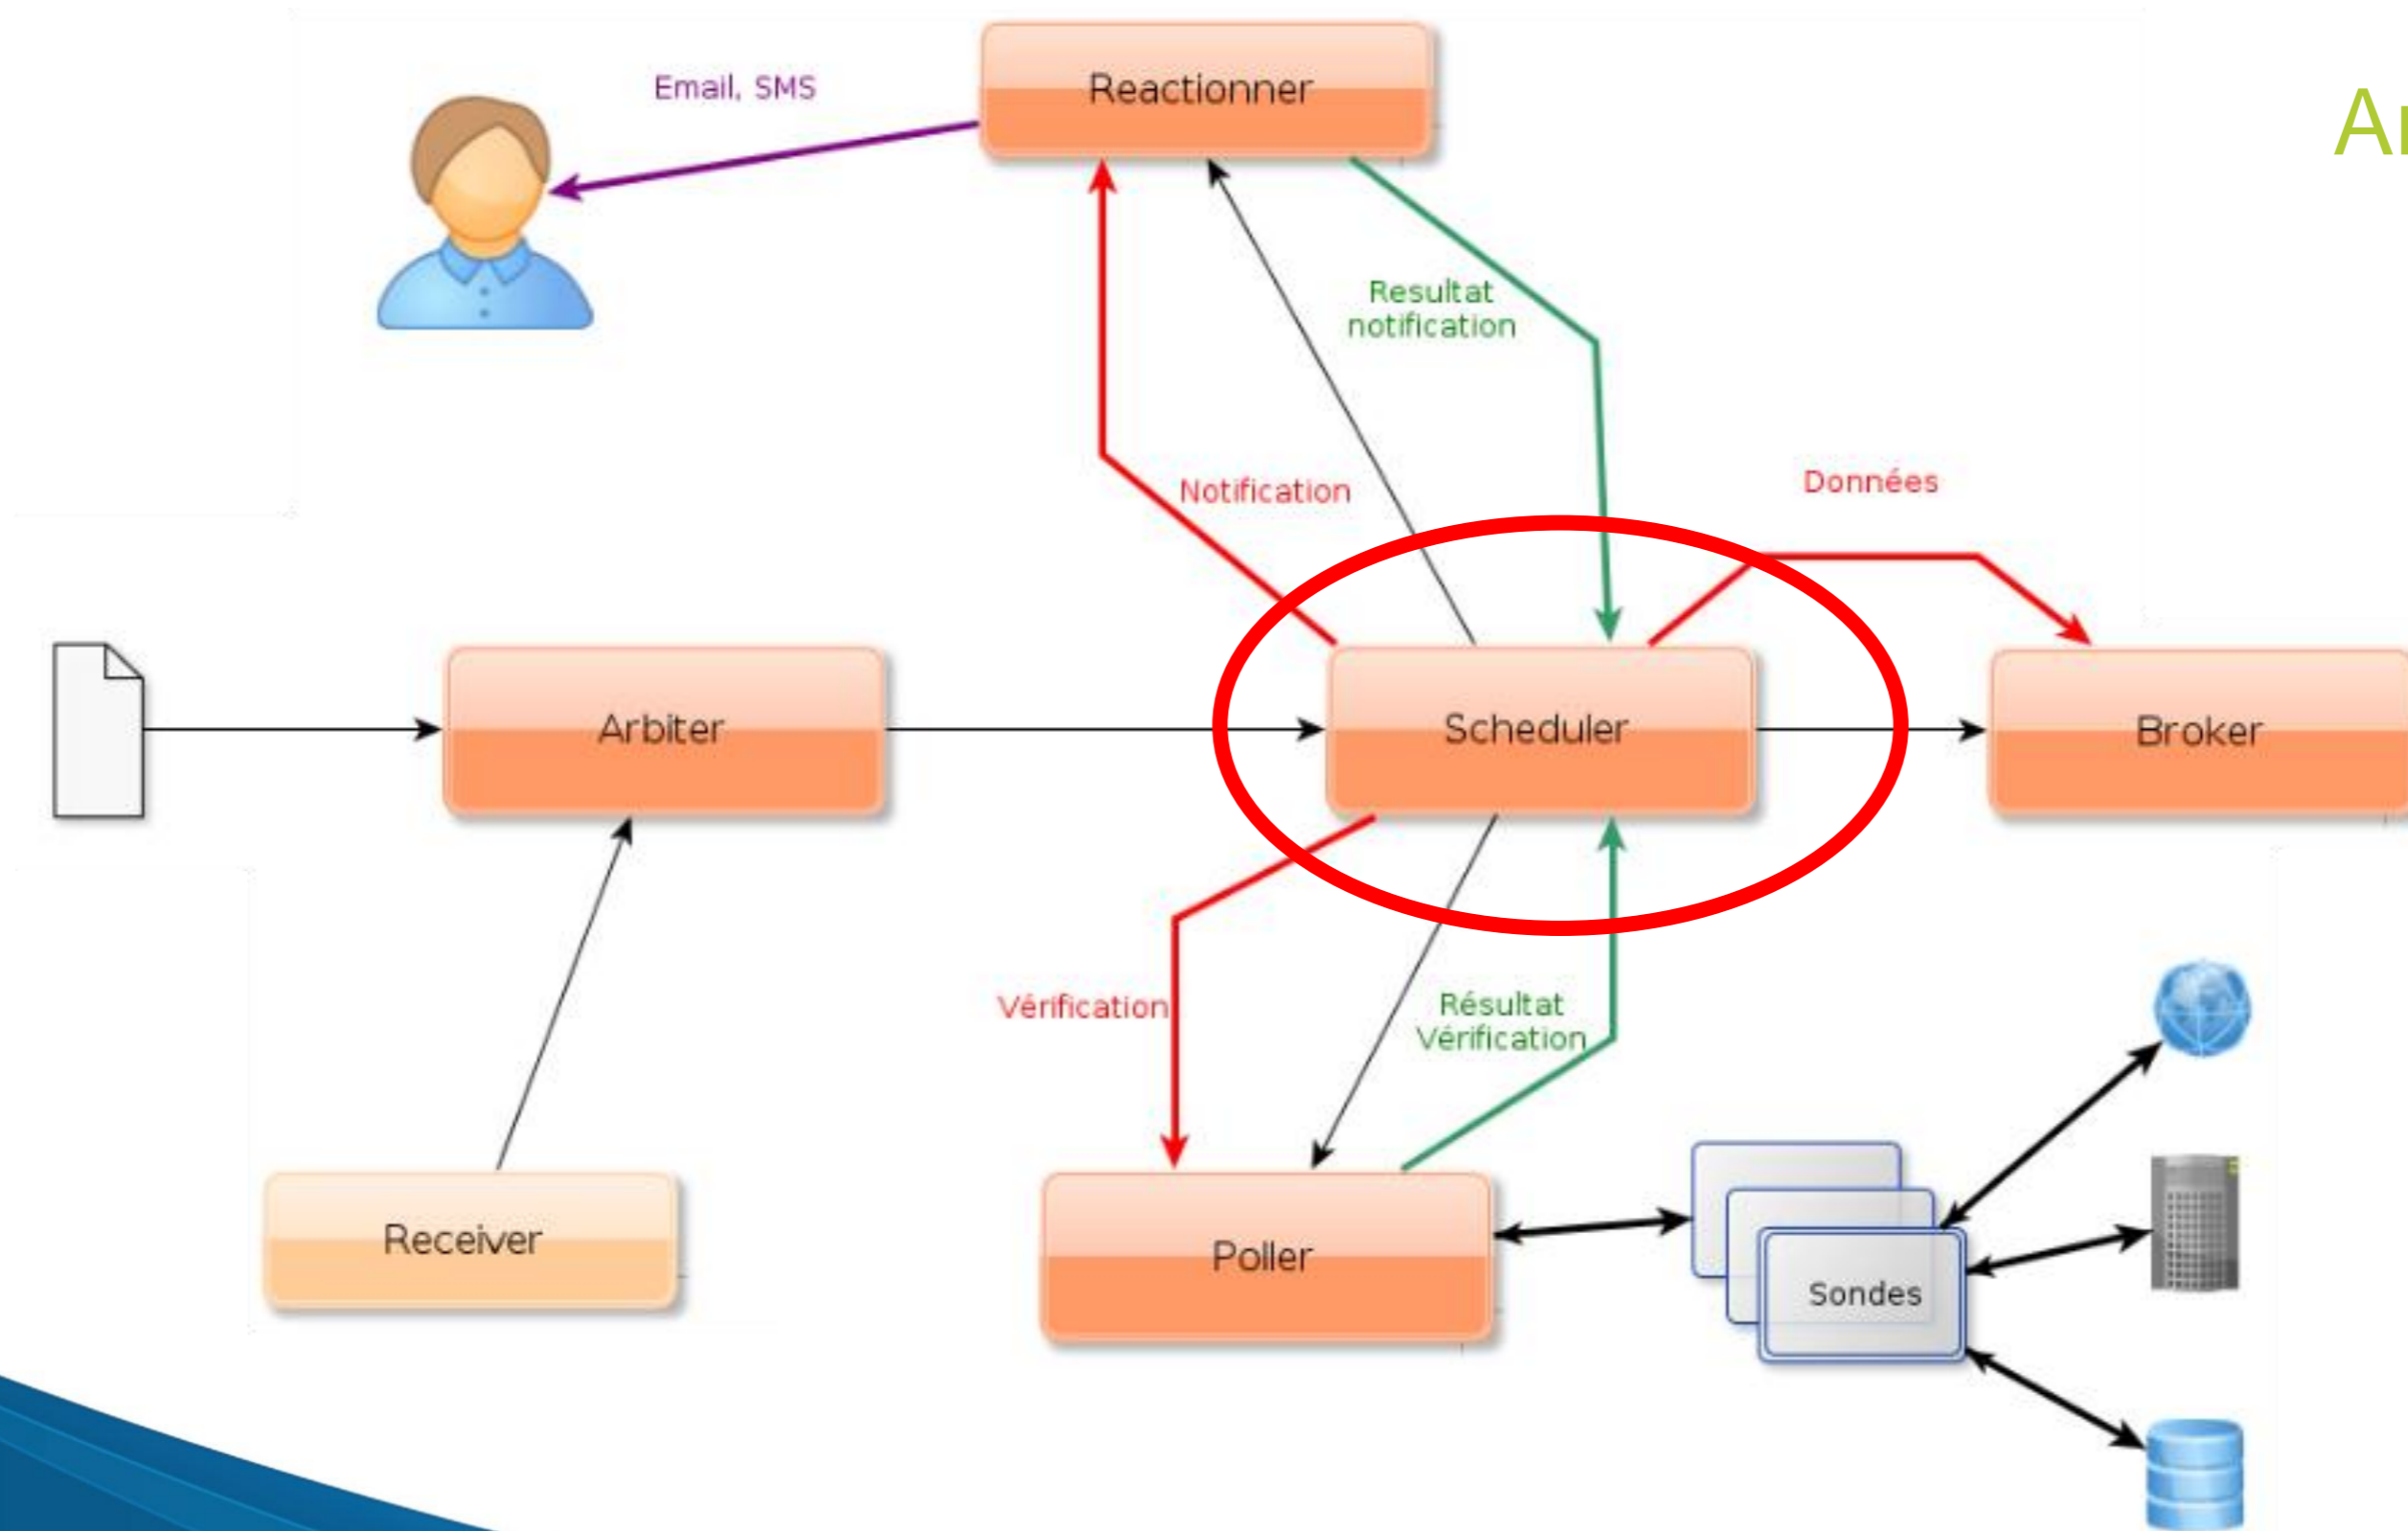 Reactionner
Email, SMS
Resultat
notification
Notification
Données
Arbiter
Scheduler
Broker
Vérification
Résultat
Vérification
Receiver
Poller
Sondes